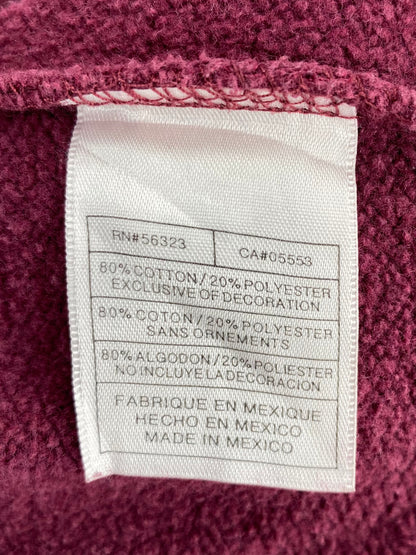 RN#56323 CA#05553
80% COTTON/20% POLYESTER
EXCLUSIVE OF DECORATION
80% COTON/20% POLYESTER
SANS ORNEMENTS
80% ALGODON/20% POLIESTER
NO INCLUYE LA DECORACION
FABRIQUE EN MEXIQUE
HECHO EN MEXICO
MADE IN MEXICO